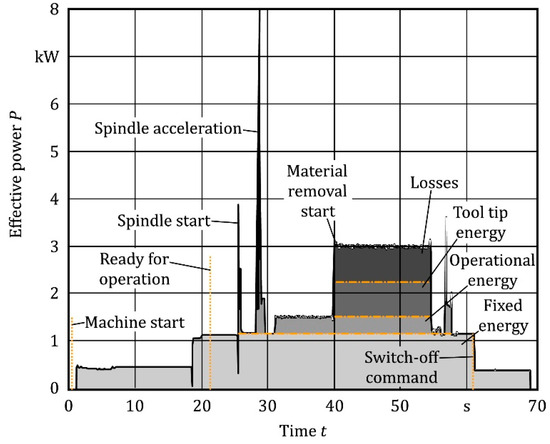 8
kW
6
5
4
3
2
1
0
Effective power P
Spindle acceleration
Material
removal
start
Losses
Spindle start
Tool tip
energy
Ready for
operation
Operational
energy
Machine start
Fixed
energy
Switch-off
command
0 10 20 30 40 50 s 70
Time t